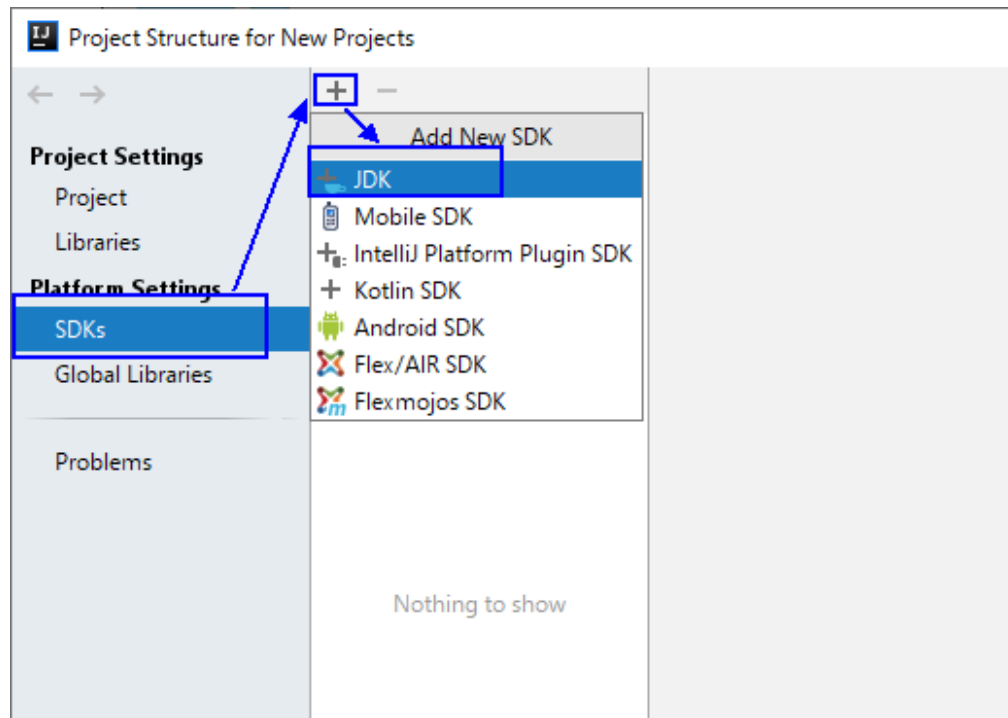 IJ
Project Structure for New Projects
Project Settings
Project
Libraries
Platform Settings
SDKs
Global Libraries
Problems
Add New SDK
JDK
Mobile SDK
IntelliJ Platform Plugin SDK
Kotlin SDK
Android SDK
Flex/AIR SDK
Flexmojos SDK
Nothing to show